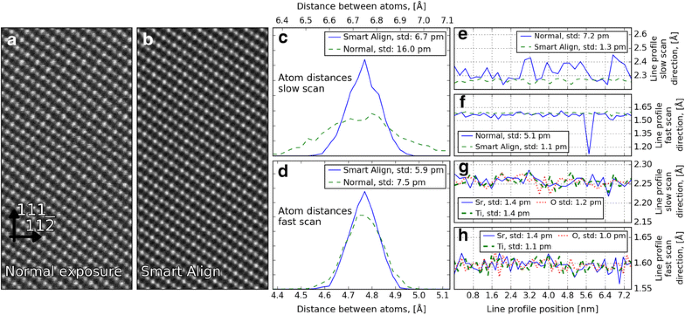 a
111
112
Normal exposure
b
Smart Align
Distance between atoms, [Å]
6.4 6.5 6.6 6.7 6.8 6.9 7.0 7.1
c
Smart Align, std: 6.7 pm
Normal, std: 16.0 pm
Atom distances
slow scan
d
Smart Align, std: 5.9 pm
Normal, std: 7.5 pm
Atom distances
fast scan
4.4 4.5 4.6 4.7 4.8 4.9 5.0 5.1
Distance between atoms, [Å]
e
Normal, std: 7.2 pm
Smart Align, std: 1.3 pm
2.6
2.5
2.4
2.3
Line profile
slow scan
direction, [Å]
f
Normal, std: 5.1 pm
Smart Align, std: 1.1 pm
1.65
1.50
1.35
1.20
Line profile
fast scan
direction, [Å]
g
Sr, std: 1.4 pm
O std: 1.2 pm
Ti, std: 1.4 pm
2.30
2.25
2.20
2.15
Line profile
slow scan
direction, [Å]
h
Sr, std: 1.4 pm
O, std: 1.0 pm
Ti, std: 1.1 pm
1.65
1.60
1.55
Line profile
fast scan
direction, [Å]
0.8 1.6 2.4 3.2 4.0 4.8 5.6 6.4 7.2
Line profile position [nm]